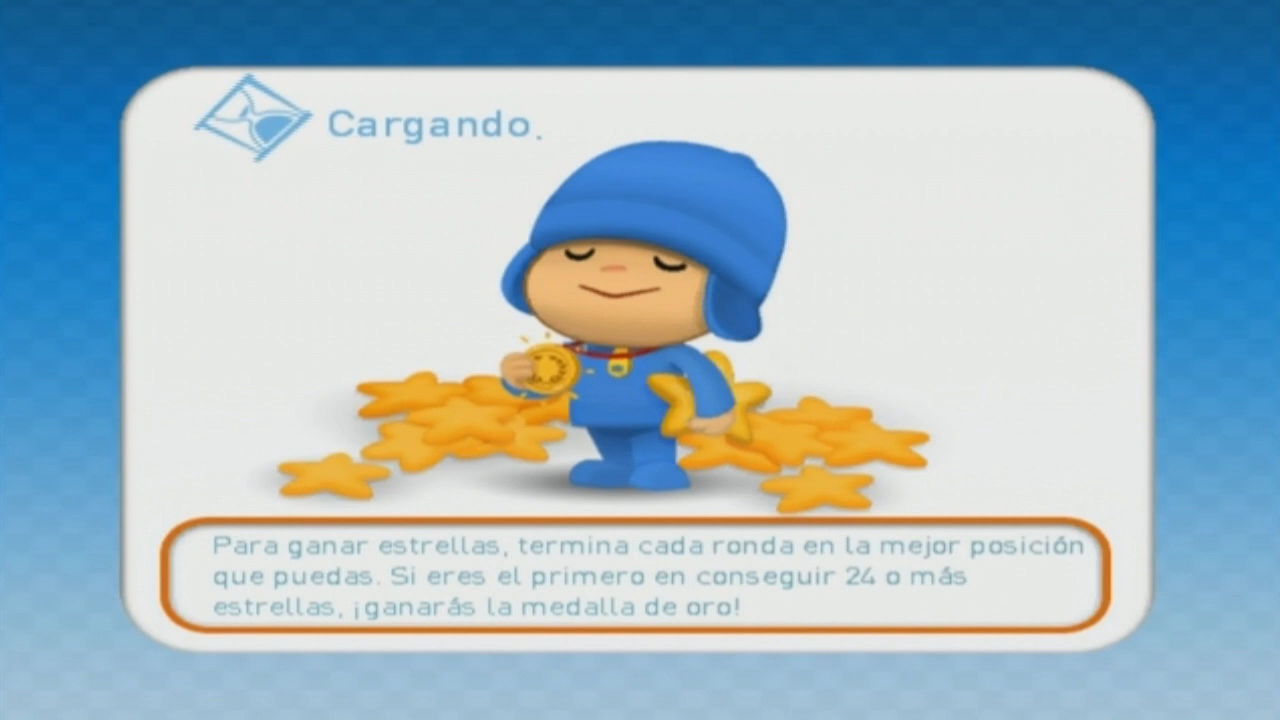 Cargando.
Para ganar estrellas, termina cada ronda en la mejor posición
que puedas. Si eres el primero en conseguir 24 o más
estrellas, ¡ganarás la medalla de oro!